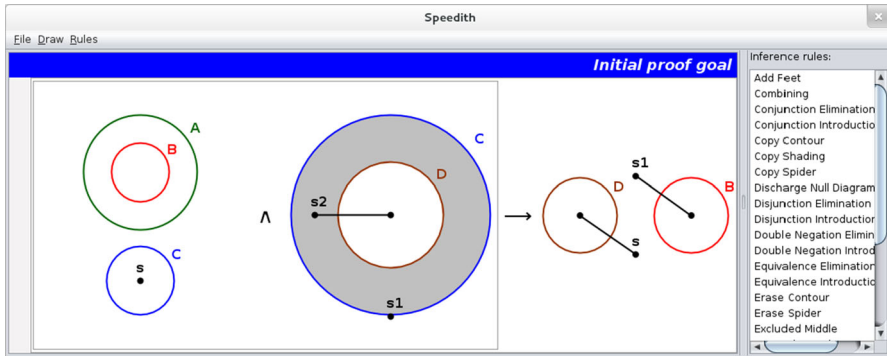 Speedith
File Draw Rules
Initial proof goal
A
B
C
s
∧
C
D
s2
s1
→
D
s
s1
B
Inference rules:
Add Feet
Combining
Conjunction Elimination
Conjunction Introductio
Copy Contour
Copy Shading
Copy Spider
Discharge Null Diagram
Disjunction Elimination
Disjunction Introduction
Double Negation Elimin
Double Negation Introd
Equivalence Elimination
Equivalence Introductio
Erase Contour
Erase Spider
Excluded Middle